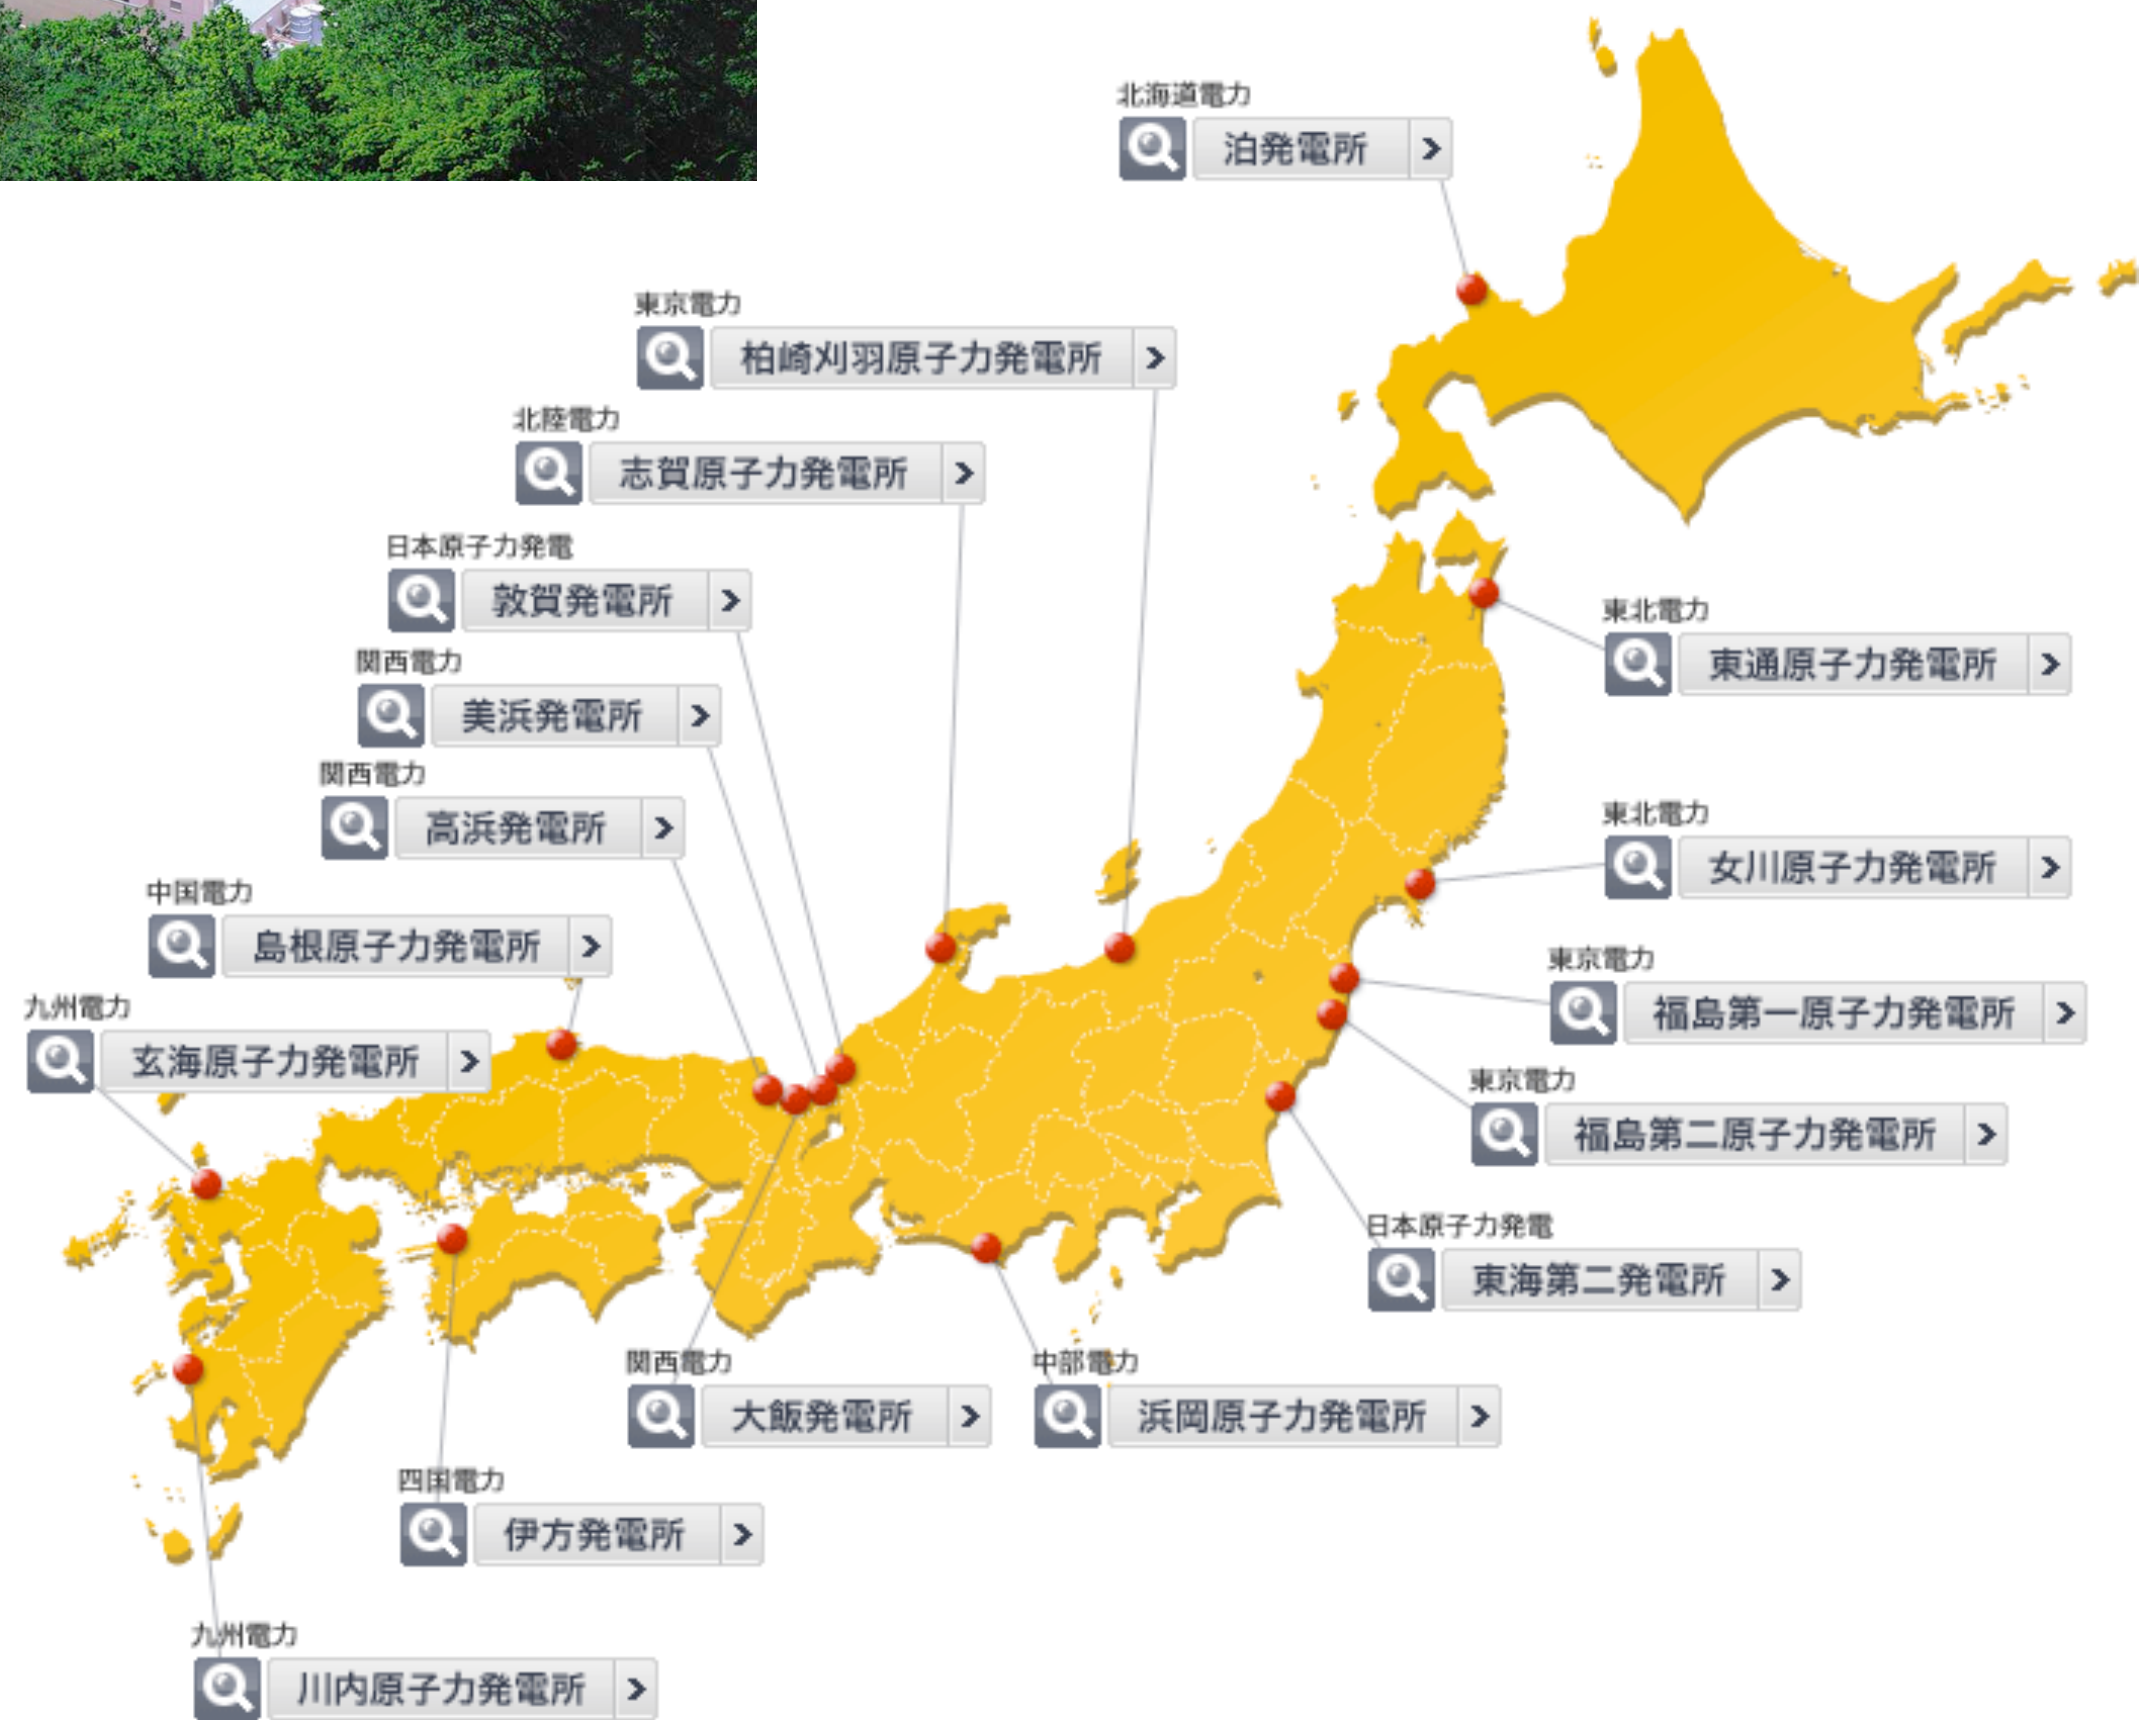 北海道電力
泊発電所
東京電力
柏崎刈羽原子力発電所
北陸電力
志賀原子力発電所
日本原子力発電
敦賀発電所
関西電力
美浜発電所
関西電力
高浜発電所
中国電力
島根原子力発電所
九州電力
玄海原子力発電所
東北電力
東通原子力発電所
東北電力
女川原子力発電所
東京電力
福島第一原子力発電所
東京電力
福島第二原子力発電所
日本原子力発電
東海第二発電所
関西電力
大飯発電所
中部電力
浜岡原子力発電所
四国電力
伊方発電所
九州電力
川内原子力発電所